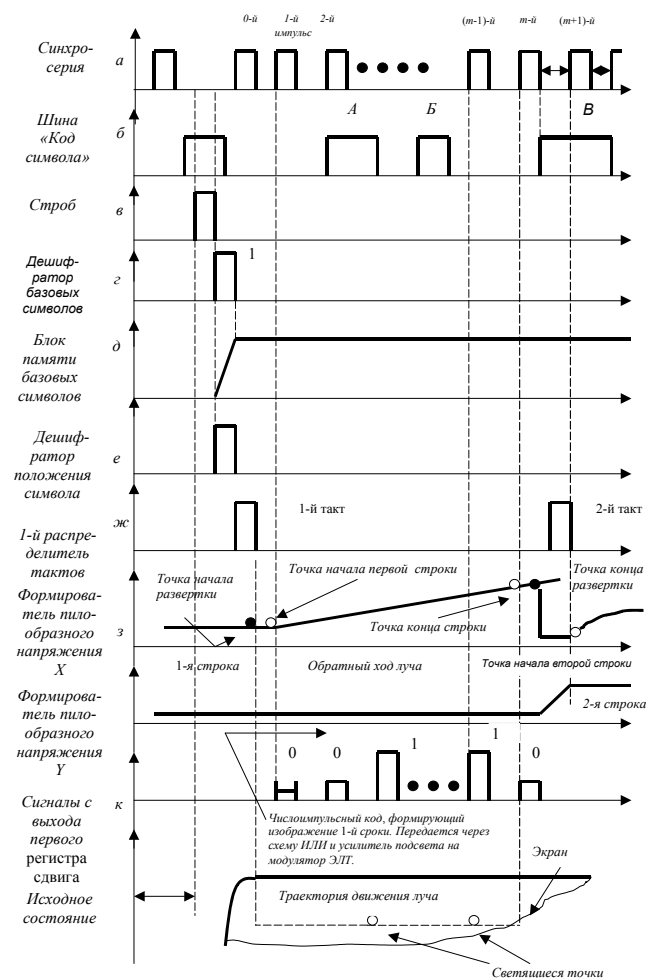 0-й 1-й 2-й (m-1)-й m-й (m+1)-й
импульс
Синхро-
серия
а
А Б В
Шина
«Код
символа»
б
Строб
в
Дешиф-
ратор
базовых
символов
г
1
Блок
памяти
базовых
символов
д
Дешиф-
ратор
положения
символа
е
1-й распре-
делитель
тактов
ж
1-й такт 2-й такт
Формирова-
тель пило-
образного
напряжения
X
з
Точка начала
развертки
Точка начала первой строки
Точка конца
развертки
Точка конца строки
1-я строка
Обратный ход луча
Точка начала второй строки
Формирова-
тель пило-
образного
напряжения
Y
2-я строка
0 0 1 1 0
к
Сигналы с
выхода
первого
регистра
сдвига
Числоимпульсный код, формирующий
изображение 1-й сроки. Передается через
схему ИЛИ и усилитель подсвета на
модулятор ЭЛТ.
Экран
Исходное
состояние
Траектория движения луча
Светящиеся точки